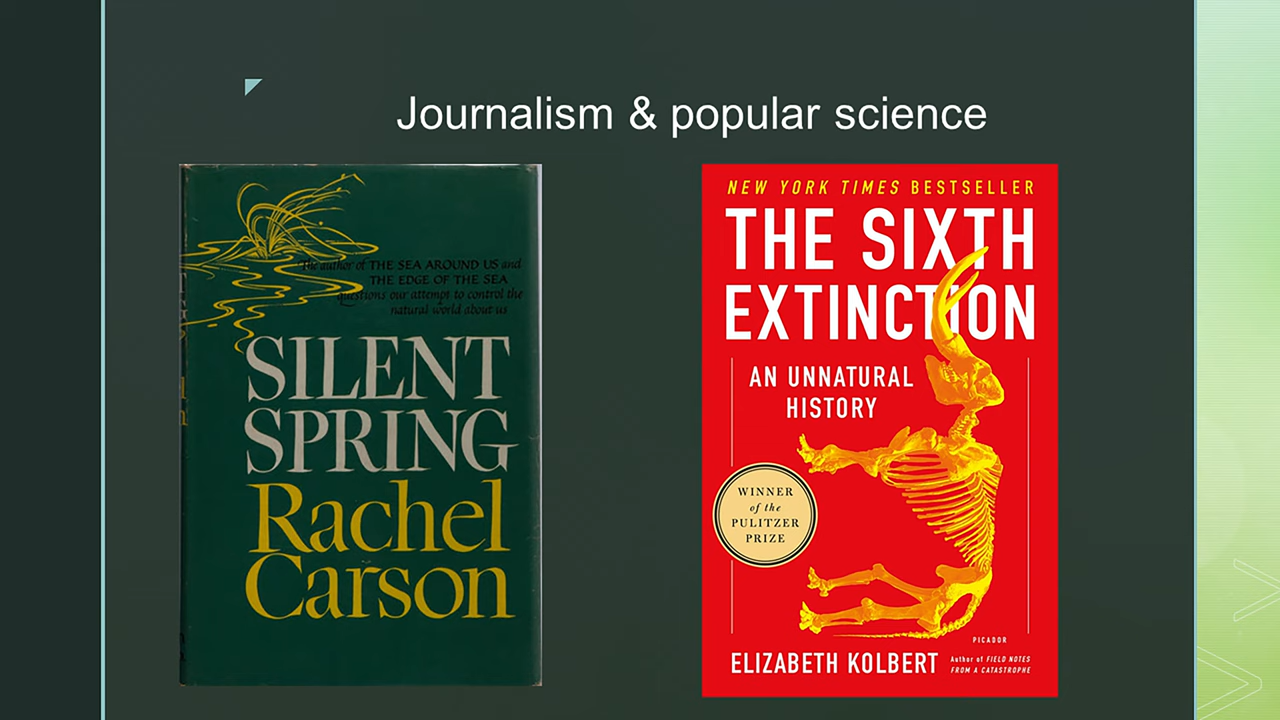 Journalism & popular science
The author of THE SEA AROUND US and
THE EDGE OF THE SEA
questions our attempt to control the
natural world about us
SILENT
SPRING
Rachel
Carson
NEW YORK TIMES BESTSELLER
THE SIXTH
EXTINCTION
AN UNNATURAL
HISTORY
WINNER
of the
PULITZER
PRIZE
PICADOR
ELIZABETH KOLBERT
Author of FIELD NOTES
FROM A CATASTROPHE